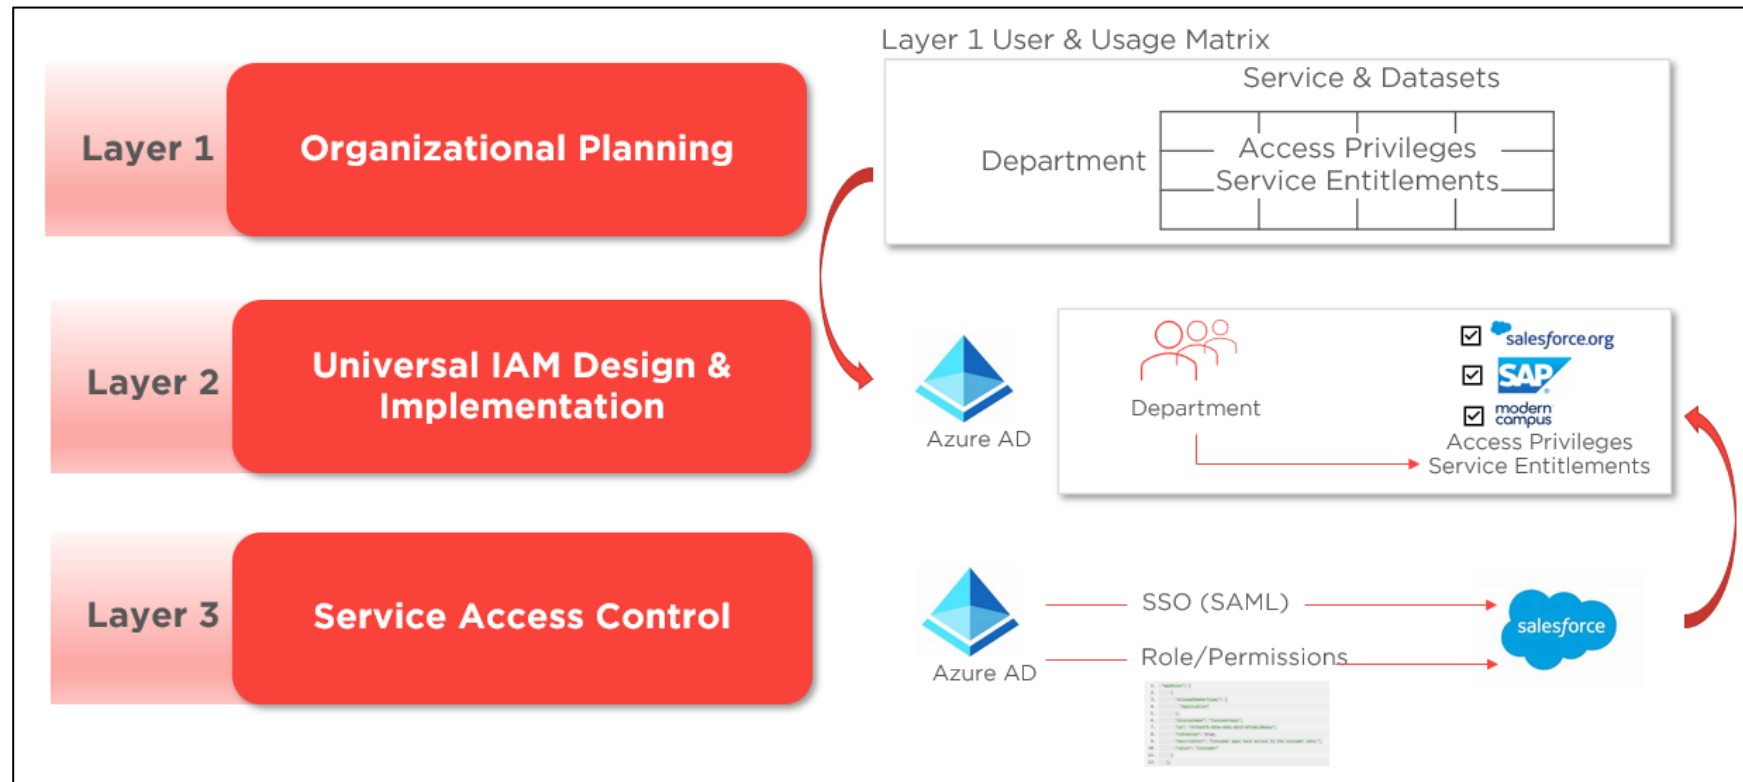 Layer 1 User & Usage Matrix
Layer 1
Organizational Planning
Service & Datasets
Department
Access Privileges
Service Entitlements
Layer 2
Universal IAM Design &
Implementation
Azure AD
Department
salesforce.org
SAP
modern
campus
Access Privileges
Service Entitlements
Layer 3
Service Access Control
Azure AD
SSO (SAML)
Role/Permissions
salesforce